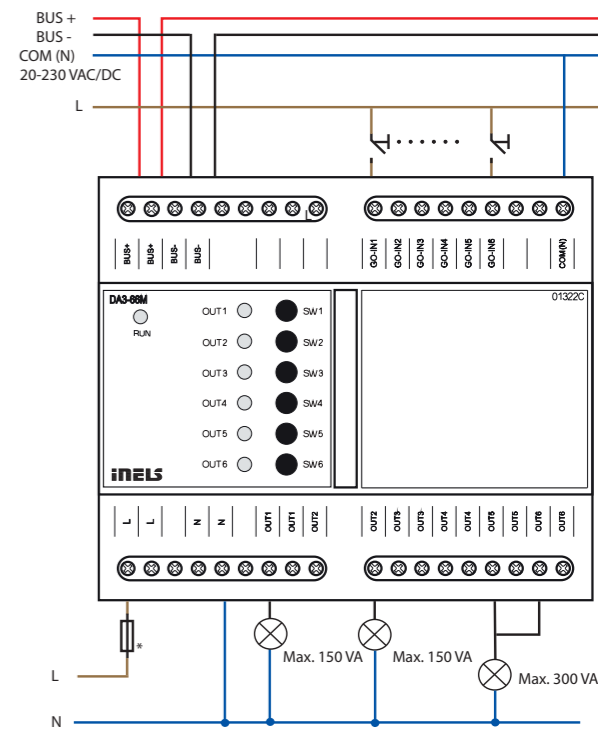 BUS +
BUS -
COM (N)
20-230 VAC/DC
L
L
BUS+ BUS+ BUS- BUS-
GO-IN1 GO-IN2 GO-IN3 GO-IN4 GO-IN5 GO-IN6 COM(N)
DA3-66M
RUN
01322C
OUT1 SW1
OUT2 SW2
OUT3 SW3
OUT4 SW4
OUT5 SW5
OUT6 SW6
iNELS
L L N N OUT1 OUT1 OUT2
OUT2 OUT3 OUT3 OUT4 OUT4 OUT5 OUT5 OUT6 OUT6
*
Max. 150 VA
Max. 150 VA
Max. 300 VA
L
N